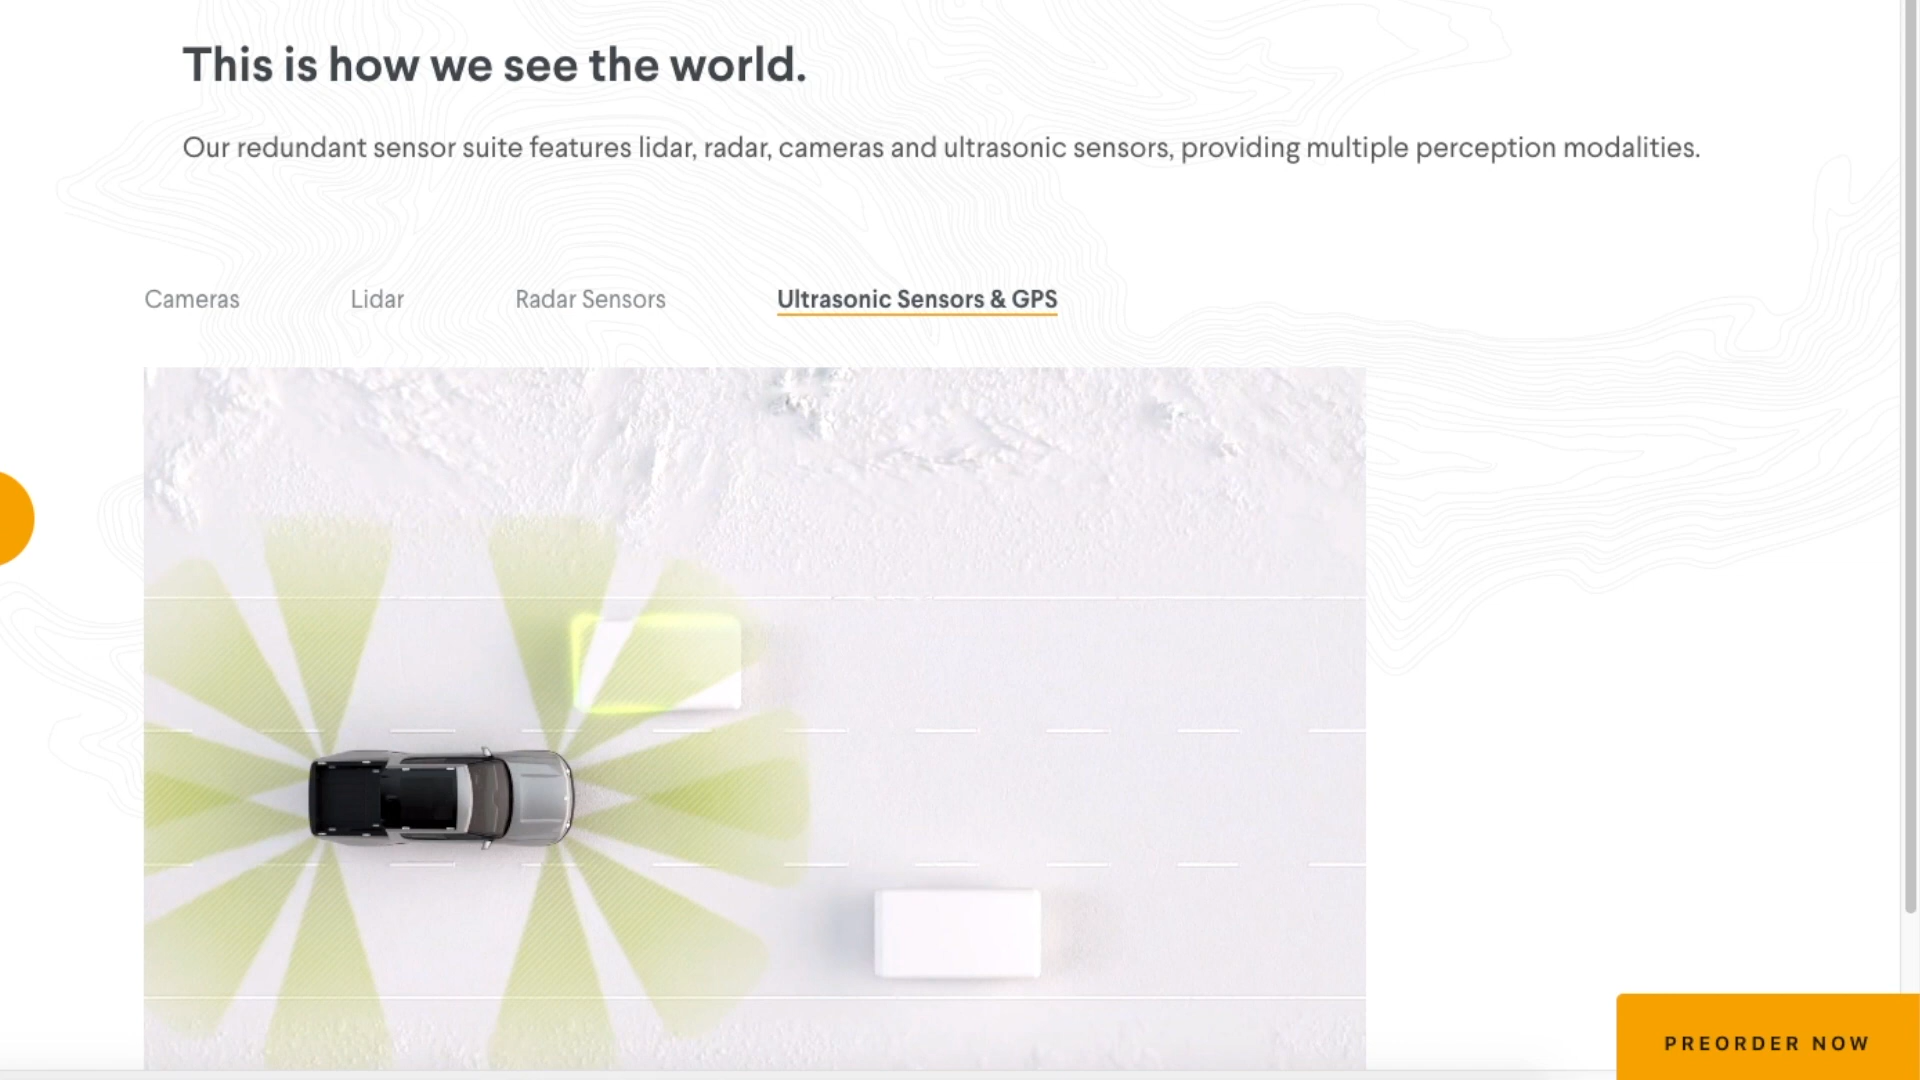 This is how we see the world.
Our redundant sensor suite features lidar, radar, cameras and ultrasonic sensors, providing multiple perception modalities.
Cameras
Lidar
Radar Sensors
Ultrasonic Sensors & GPS
PREORDER NOW